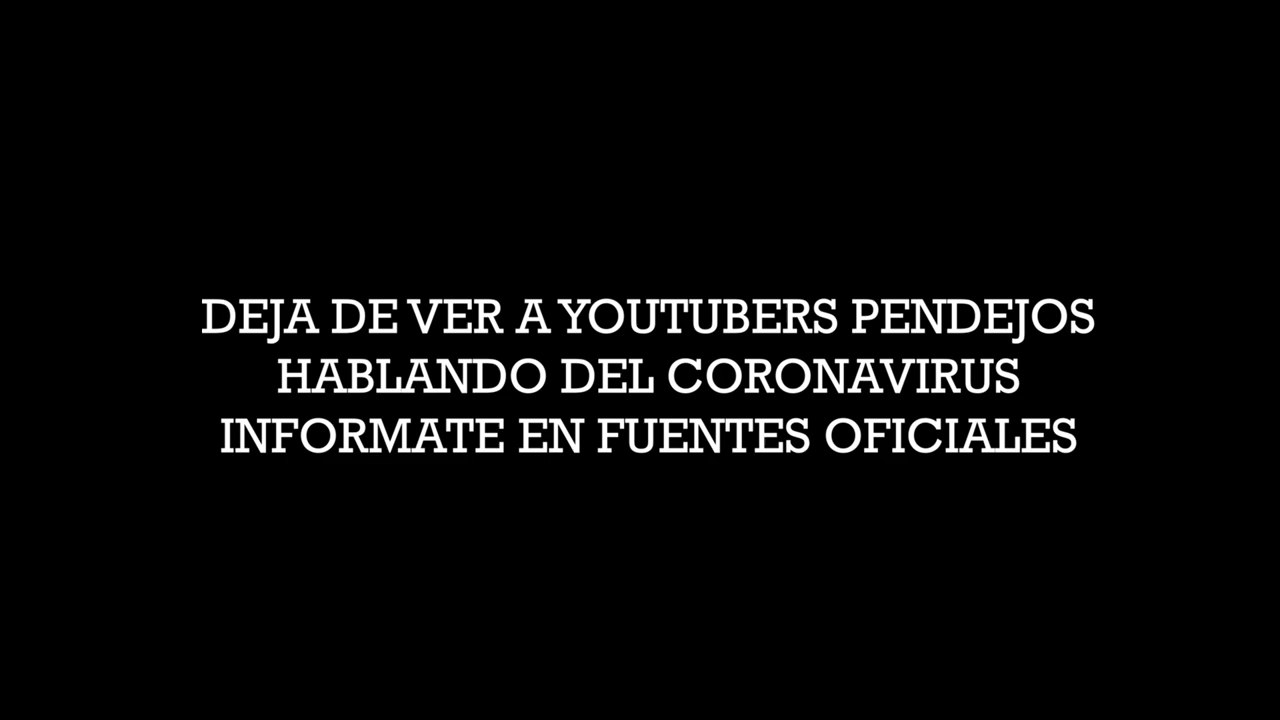 DEJA DE VER A YOUTUBERS PENDEJOS
HABLANDO DEL CORONAVIRUS
INFORMATE EN FUENTES OFICIALES